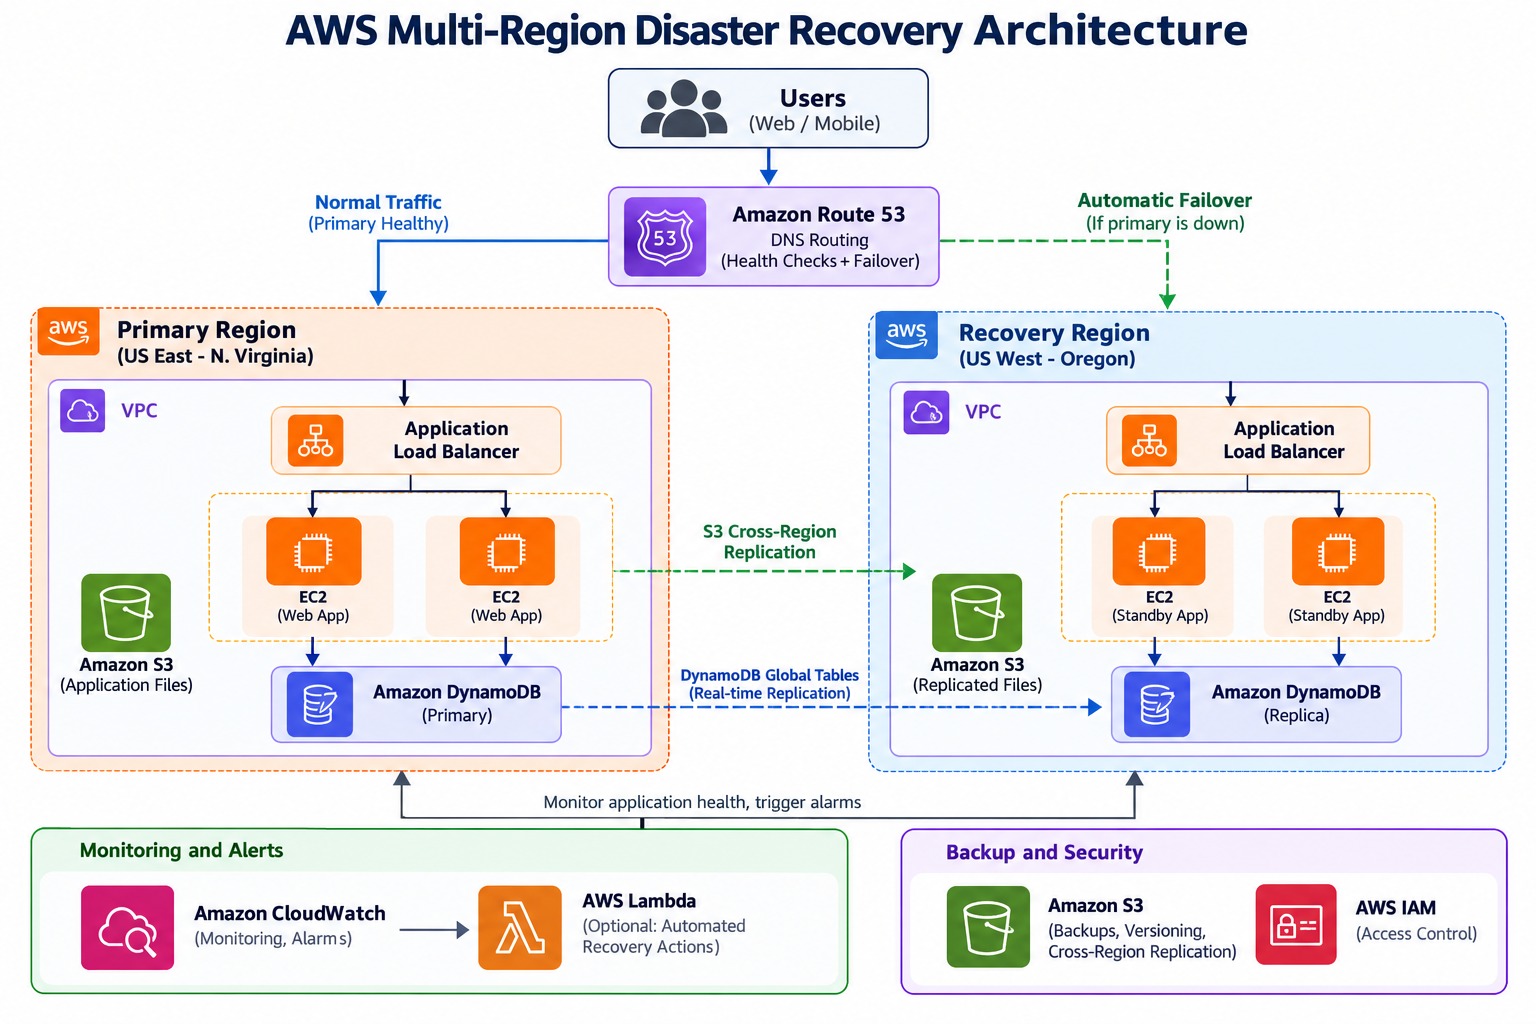 AWS Multi-Region Disaster Recovery Architecture
Users
(Web / Mobile)
Normal Traffic
(Primary Healthy)
53
Amazon Route 53
DNS Routing
(Health Checks + Failover)
Automatic Failover
(If primary is down)
aws
Primary Region
(US East - N. Virginia)
VPC
Application
Load Balancer
EC2
(Web App)
EC2
(Web App)
Amazon S3
(Application Files)
Amazon DynamoDB
(Primary)
S3 Cross-Region
Replication
DynamoDB Global Tables
(Real-time Replication)
aws
Recovery Region
(US West - Oregon)
VPC
Application
Load Balancer
EC2
(Standby App)
EC2
(Standby App)
Amazon S3
(Replicated Files)
Amazon DynamoDB
(Replica)
Monitor application health, trigger alarms
Monitoring and Alerts
Amazon CloudWatch
(Monitoring, Alarms)
AWS Lambda
(Optional: Automated
Recovery Actions)
Backup and Security
Amazon S3
(Backups, Versioning,
Cross-Region Replication)
AWS IAM
(Access Control)